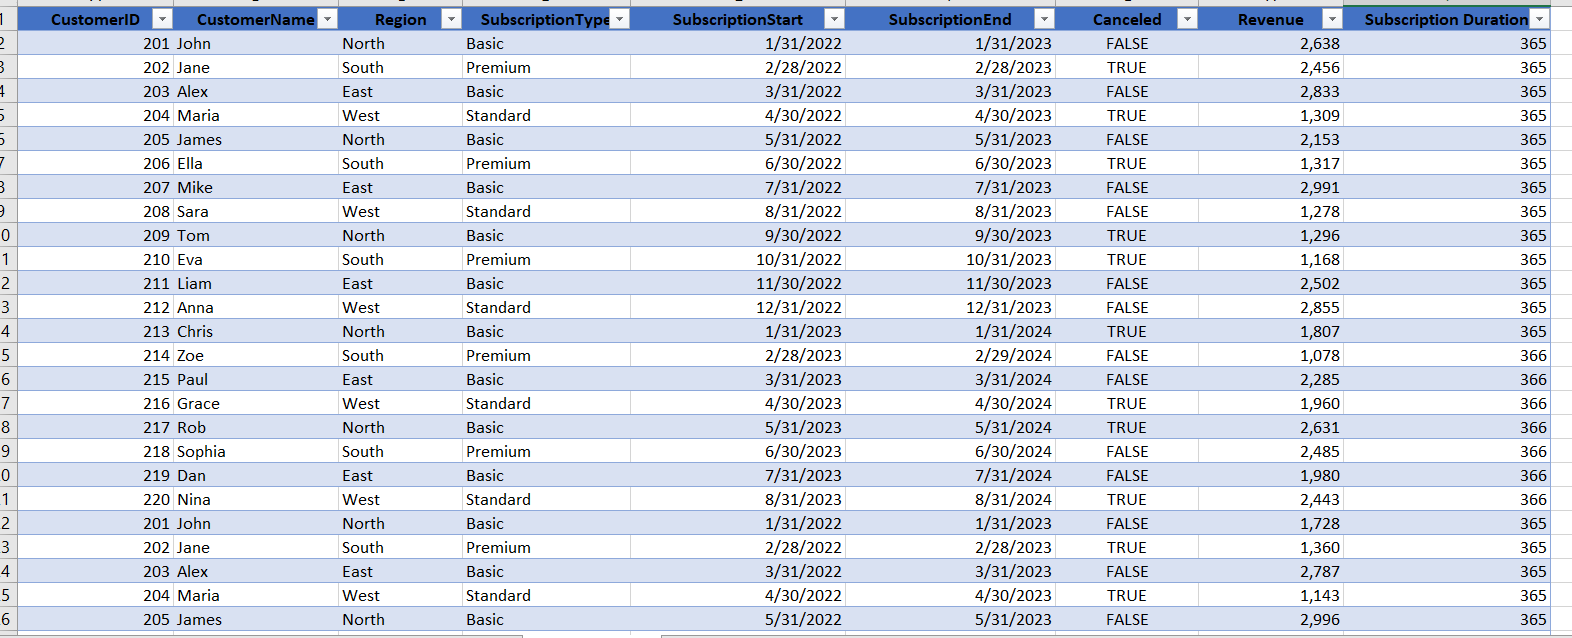 1 CustomerID CustomerName Region SubscriptionType SubscriptionStart SubscriptionEnd Canceled Revenue Subscription Duration
2 201 John North Basic 1/31/2022 1/31/2023 FALSE 2,638 365
3 202 Jane South Premium 2/28/2022 2/28/2023 TRUE 2,456 365
4 203 Alex East Basic 3/31/2022 3/31/2023 FALSE 2,833 365
5 204 Maria West Standard 4/30/2022 4/30/2023 TRUE 1,309 365
6 205 James North Basic 5/31/2022 5/31/2023 FALSE 2,153 365
7 206 Ella South Premium 6/30/2022 6/30/2023 TRUE 1,317 365
8 207 Mike East Basic 7/31/2022 7/31/2023 FALSE 2,991 365
9 208 Sara West Standard 8/31/2022 8/31/2023 FALSE 1,278 365
0 209 Tom North Basic 9/30/2022 9/30/2023 TRUE 1,296 365
1 210 Eva South Premium 10/31/2022 10/31/2023 TRUE 1,168 365
2 211 Liam East Basic 11/30/2022 11/30/2023 FALSE 2,502 365
3 212 Anna West Standard 12/31/2022 12/31/2023 FALSE 2,855 365
4 213 Chris North Basic 1/31/2023 1/31/2024 TRUE 1,807 365
5 214 Zoe South Premium 2/28/2023 2/29/2024 FALSE 1,078 366
6 215 Paul East Basic 3/31/2023 3/31/2024 FALSE 2,285 366
7 216 Grace West Standard 4/30/2023 4/30/2024 TRUE 1,960 366
8 217 Rob North Basic 5/31/2023 5/31/2024 TRUE 2,631 366
9 218 Sophia South Premium 6/30/2023 6/30/2024 FALSE 2,485 366
0 219 Dan East Basic 7/31/2023 7/31/2024 FALSE 1,980 366
1 220 Nina West Standard 8/31/2023 8/31/2024 TRUE 2,443 366
2 201 John North Basic 1/31/2022 1/31/2023 FALSE 1,728 365
3 202 Jane South Premium 2/28/2022 2/28/2023 TRUE 1,360 365
4 203 Alex East Basic 3/31/2022 3/31/2023 FALSE 2,787 365
5 204 Maria West Standard 4/30/2022 4/30/2023 TRUE 1,143 365
6 205 James North Basic 5/31/2022 5/31/2023 FALSE 2,996 365